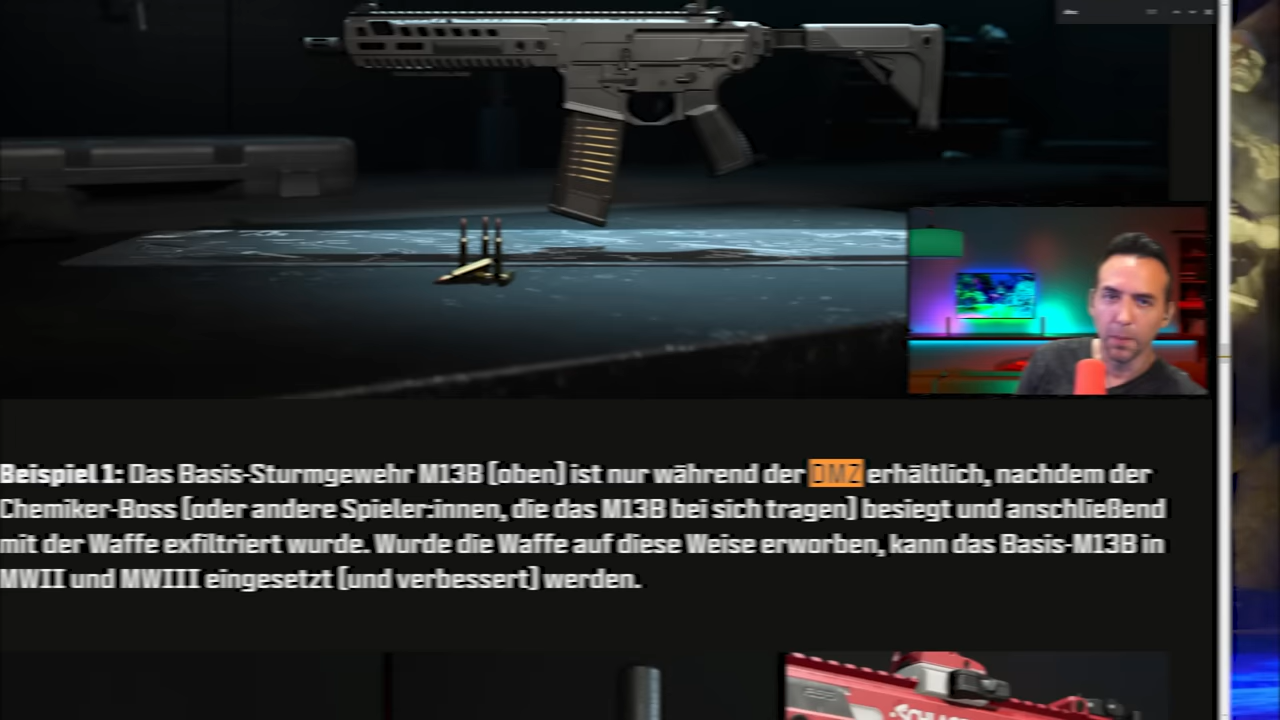 Beispiel 1: Das Basis-Sturmgewehr M13B [oben] ist nur während der DMZ erhältlich, nachdem der
Chemiker-Boss [oder andere Spieler:innen, die das M13B bei sich tragen] besiegt und anschließend
mit der Waffe exfiltriert wurde. Wurde die Waffe auf diese Weise erworben, kann das Basis-M13B in
MWII und MWIII eingesetzt [und verbessert] werden.